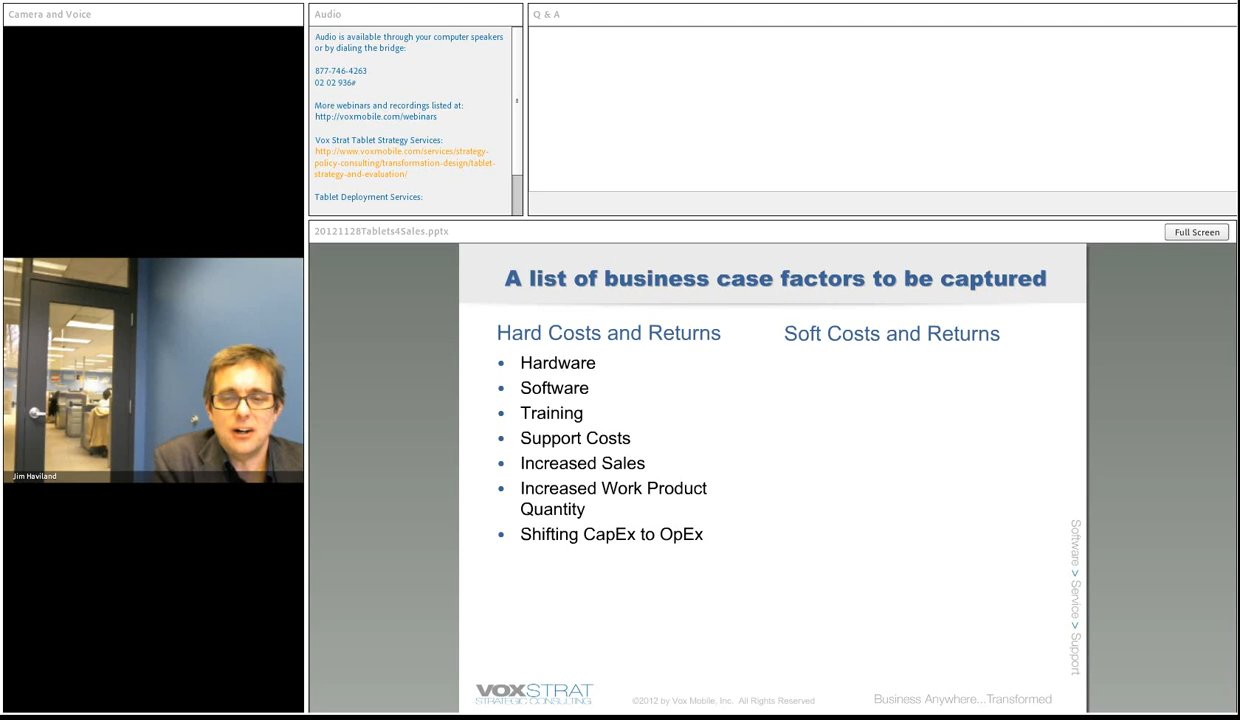 Camera and Voice
Jim Haviland
Audio
Audio is available through your computer speakers
or by dialing the bridge:
877-746-4263
02 02 936#
More webinars and recordings listed at:
http://voxmobile.com/webinars
Vox Strat Tablet Strategy Services:
http://www.voxmobile.com/services/strategy-
policy-consulting/transformation-design/tablet-
strategy-and-evaluation/
Tablet Deployment Services:
Q & A
20121128Tablets4Sales.pptx
Full Screen
A list of business case factors to be captured
Hard Costs and Returns
• Hardware
• Software
• Training
• Support Costs
• Increased Sales
• Increased Work Product
Quantity
• Shifting CapEx to OpEx
Soft Costs and Returns
Software > Service > Support
VOXSTRAT
STRATEGIC CONSULTING
©2012 by Vox Mobile, Inc. All Rights Reserved
Business Anywhere...Transformed